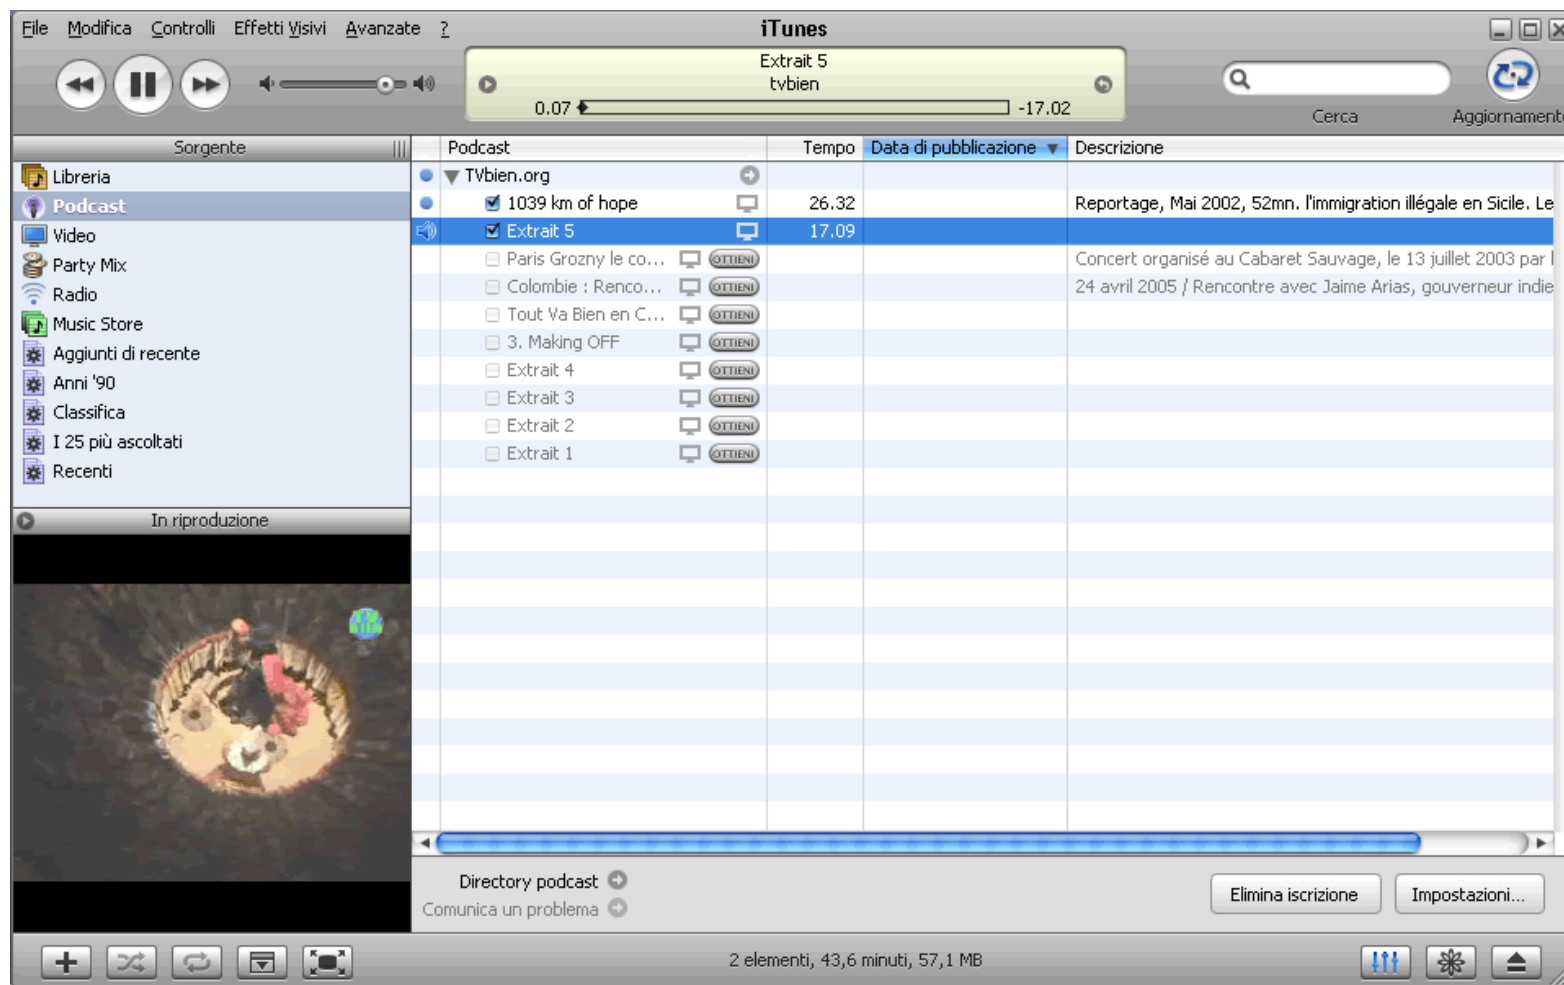 File Modifica Controlli Effetti Visivi Avanzate ?
iTunes
Extrait 5
tvbien
0.07 -17.02
Cerca
Aggiornament
Sorgente
Libreria
Podcast
Video
Party Mix
Radio
Music Store
Aggiunti di recente
Anni '90
Classifica
I 25 più ascoltati
Recenti
In riproduzione
Podcast Tempo Data di pubblicazione Descrizione
TVbien.org
1039 km of hope 26.32 Reportage, Mai 2002, 52mn. l'immigration illégale en Sicile. Le
Extrait 5 17.09
Paris Grozny le co... OTTIENI Concert organisé au Cabaret Sauvage, le 13 juillet 2003 par
Colombie : Renco... OTTIENI 24 avril 2005 / Rencontre avec Jaime Arias, gouverneur indie
Tout Va Bien en C... OTTIENI
3. Making OFF OTTIENI
Extrait 4 OTTIENI
Extrait 3 OTTIENI
Extrait 2 OTTIENI
Extrait 1 OTTIENI
Directory podcast
Comunica un problema
Elimina iscrizione Impostazioni...
2 elementi, 43,6 minuti, 57,1 MB